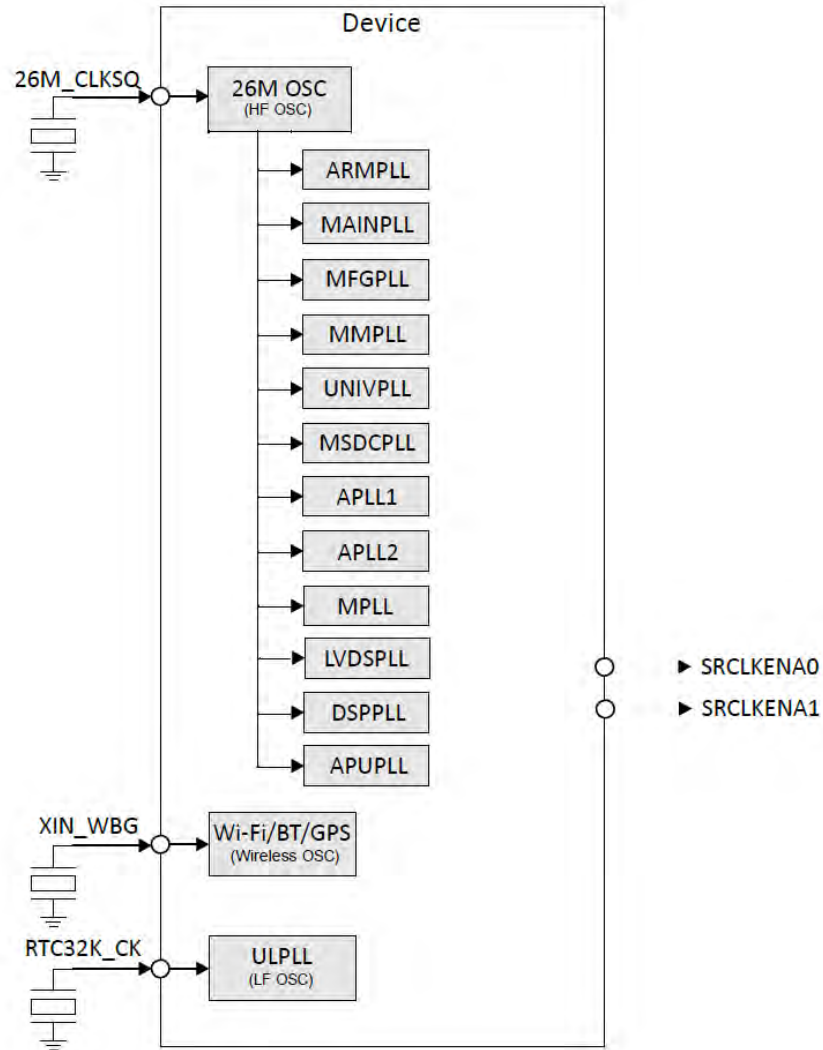 Device
26M_CLKSQ
26M OSC
(HF OSC)
ARMPLL
MAINPLL
MFGPLL
MMPLL
UNIVPLL
MSDCPLL
APLL1
APLL2
MPLL
LVDSPLL
DSPPLL
APUPLL
SRCLKENA0
SRCLKENA1
XIN_WBG
Wi-Fi/BT/GPS
(Wireless OSC)
RTC32K_CK
ULPLL
(LF OSC)